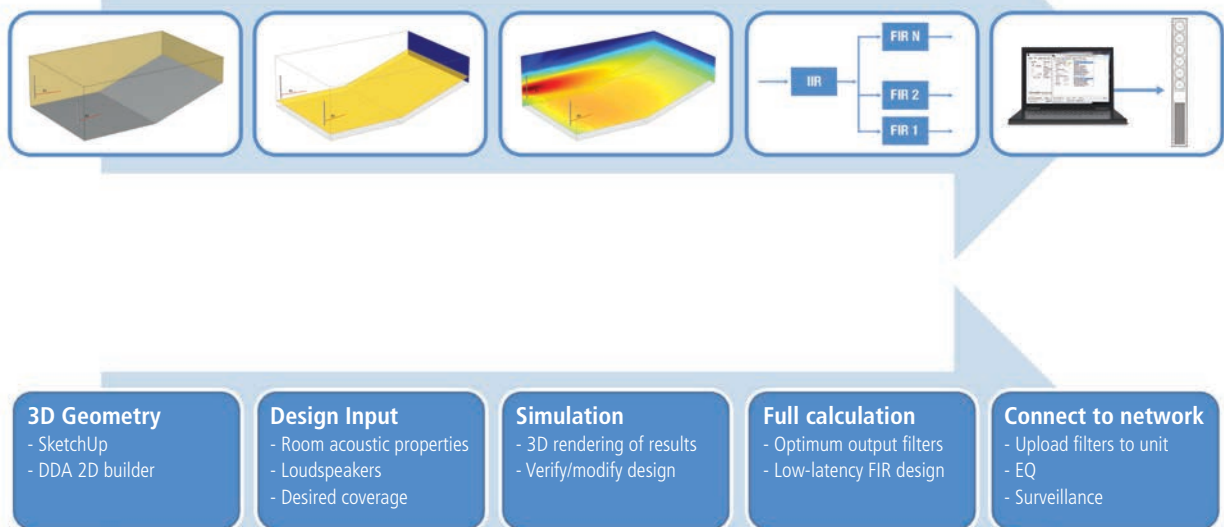 FIR N
IIR
FIR 2
FIR 1
3D Geometry
- SketchUp
- DDA 2D builder
Design Input
- Room acoustic properties
- Loudspeakers
- Desired coverage
Simulation
- 3D rendering of results
- Verify/modify design
Full calculation
- Optimum output filters
- Low-latency FIR design
Connect to network
- Upload filters to unit
- EQ
- Surveillance